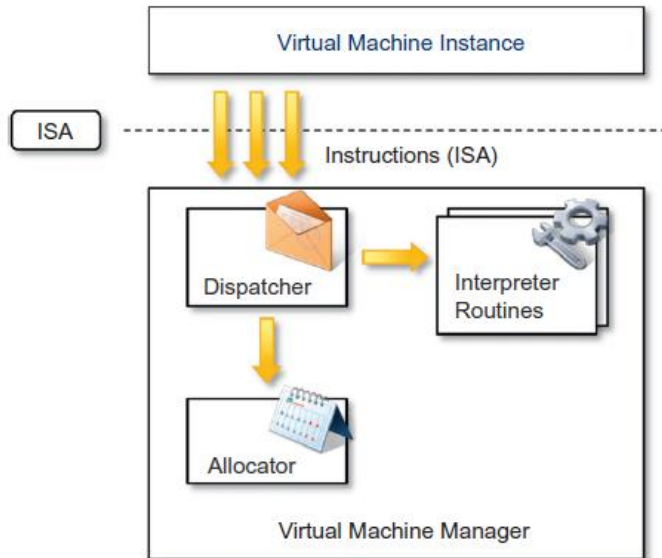 Virtual Machine Instance
ISA
Instructions (ISA)
Dispatcher
Interpreter
Routines
Allocator
Virtual Machine Manager